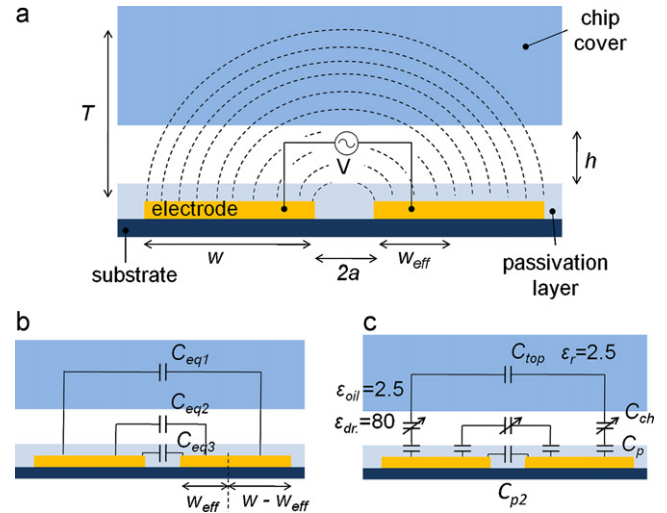 a
chip
cover
T
h
V
electrode
substrate
w
2a
w_eff
passivation
layer
b
C_eq1
C_eq2
C_eq3
w_eff w - w_eff
c
C_top ε_r=2.5
ε_oil=2.5
ε_dr.=80
C_ch
C_p
C_p2